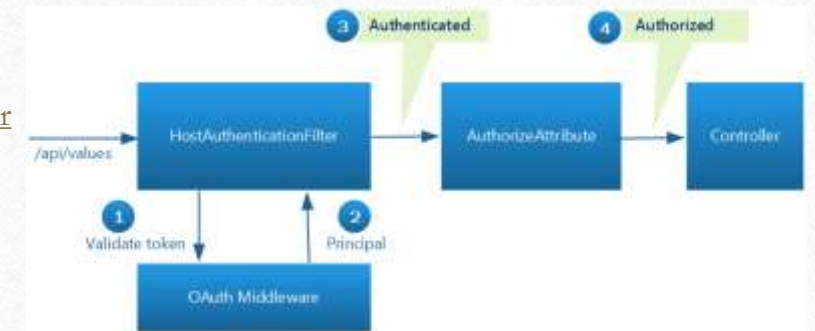 3 Authenticated
4 Authorized
r
HostAuthenticationFilter
AuthorizeAttribute
Controller
/api/values
1
2
Validate token
Principal
OAuth Middleware